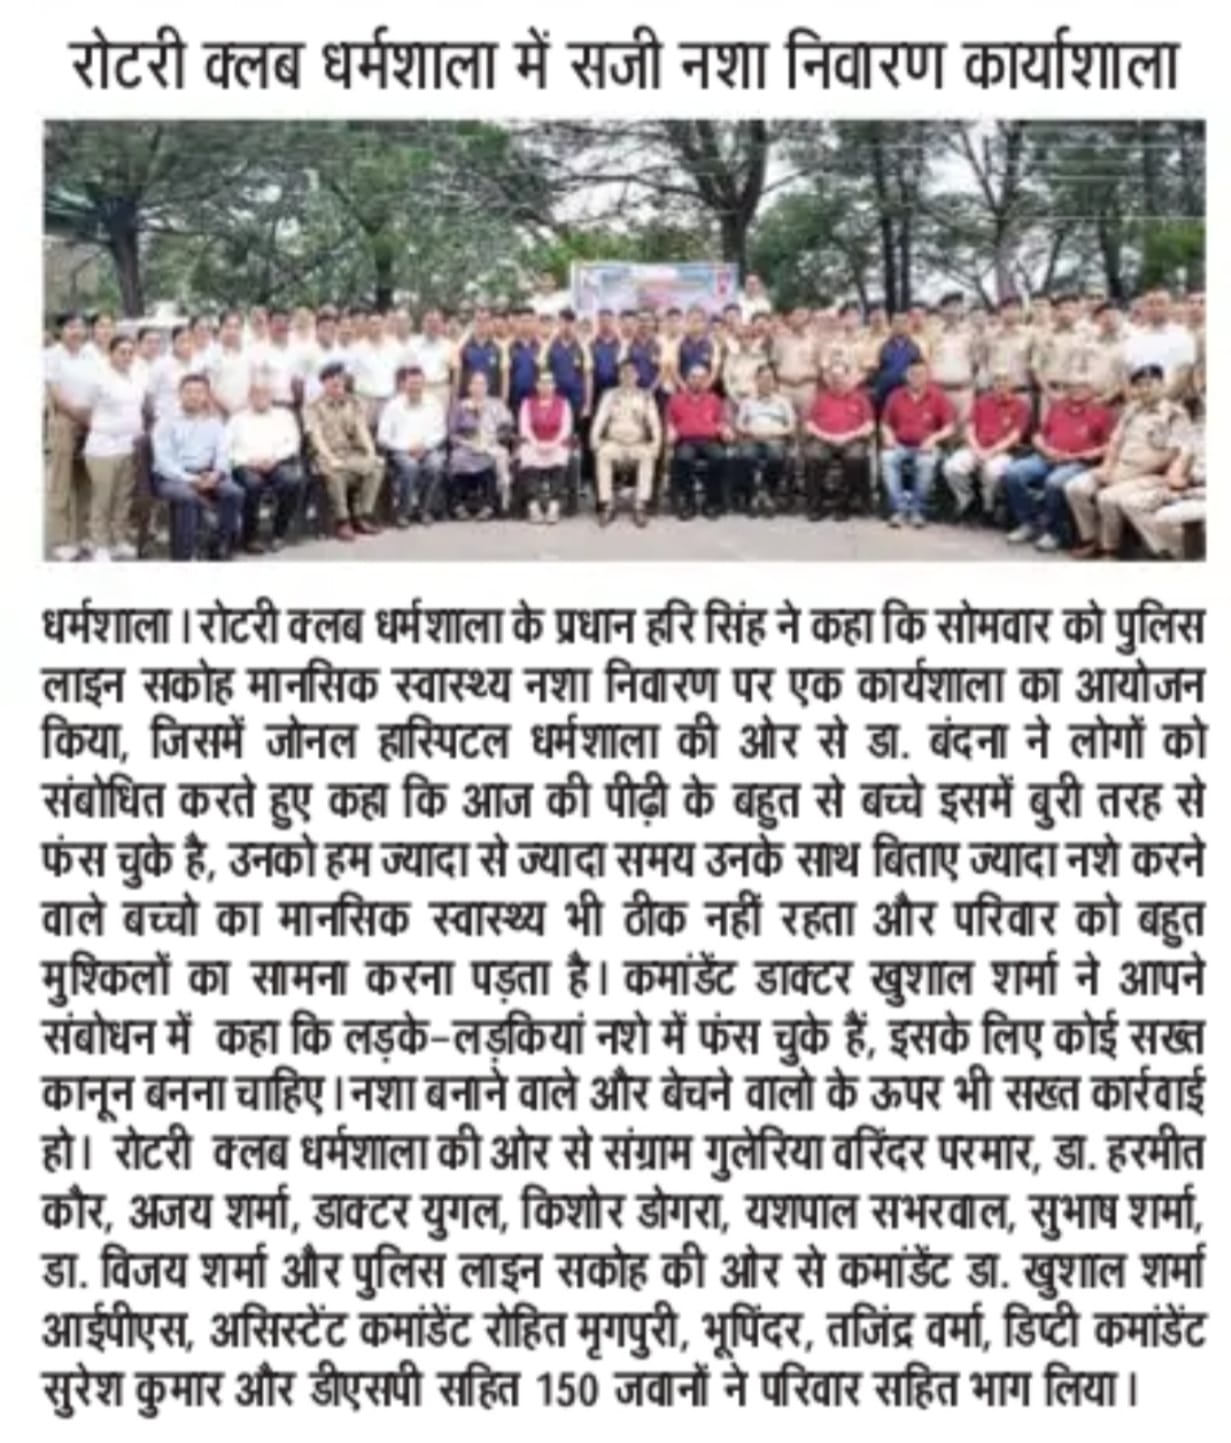 रोटरी क्लब धर्मशाला में सजी नशा निवारण कार्याशाला
धर्मशाला। रोटरी क्लब धर्मशाला के प्रधान हरि सिंह ने कहा कि सोमवार को पुलिस
लाइन सकोह मानसिक स्वास्थ्य नशा निवारण पर एक कार्यशाला का आयोजन
किया, जिसमें जोनल हास्पिटल धर्मशाला की ओर से डा. बंदना ने लोगों को
संबोधित करते हुए कहा कि आज की पीढ़ी के बहुत से बच्चे इसमें बुरी तरह से
फंस चुके है, उनको हम ज्यादा से ज्यादा समय उनके साथ बिताए ज्यादा नशे करने
वाले बच्चो का मानसिक स्वास्थ्य भी ठीक नहीं रहता और परिवार को बहुत
मुश्किलों का सामना करना पड़ता है। कमांडेंट डाक्टर खुशाल शर्मा ने आपने
संबोधन में कहा कि लड़के-लड़कियां नशे में फंस चुके हैं, इसके लिए कोई सख्त
कानून बनना चाहिए। नशा बनाने वाले और बेचने वालो के ऊपर भी सख्त कार्रवाई
हो। रोटरी क्लब धर्मशाला की ओर से संग्राम गुलेरिया वरिंदर परमार, डा. हरमीत
कौर, अजय शर्मा, डाक्टर युगल, किशोर डोगरा, यशपाल सभरवाल, सुभाष शर्मा,
डा. विजय शर्मा और पुलिस लाइन सकोह की ओर से कमांडेंट डा. खुशाल शर्मा
आईपीएस, असिस्टेंट कमांडेंट रोहित मृगपुरी, भूपिंदर, तजिंद्र वर्मा, डिप्टी कमांडेंट
सुरेश कुमार और डीएसपी सहित 150 जवानों ने परिवार सहित भाग लिया।